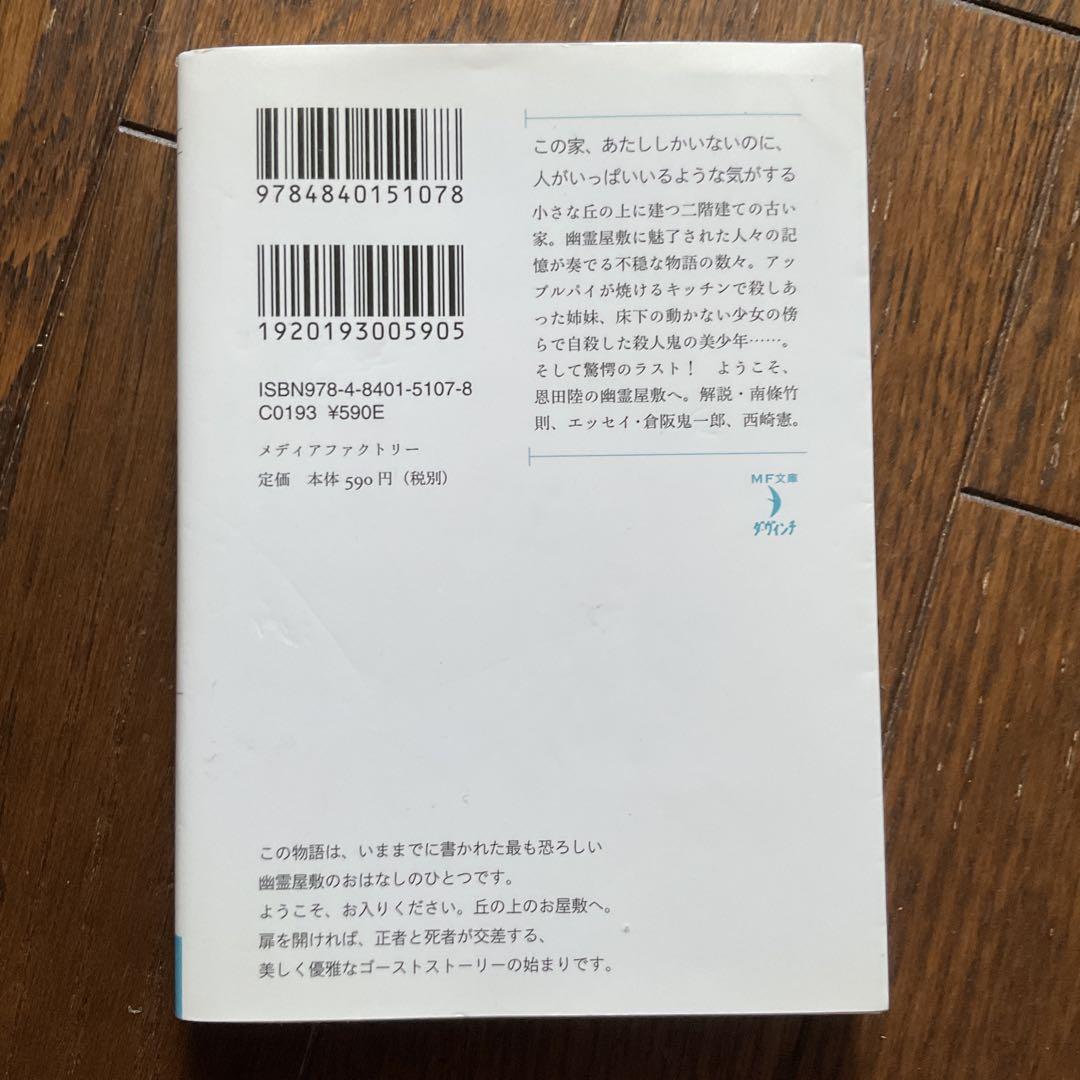 9784840151078
1920193005905
ISBN978-4-8401-5107-8
C0193 ¥590E
メディアファクトリー
定価　本体 590 円（税別）
この家、あたししかいないのに、
人がいっぱいいるような気がする
小さな丘の上に建つ二階建ての古い
家。幽霊屋敷に魅了された人々の記
憶が奏でる不穏な物語の数々。アッ
プルパイが焼けるキッチンで殺しあ
った姉妹、床下の動かない少女の傍
らで自殺した殺人鬼の美少年……。
そして驚愕のラスト！　ようこそ、
恩田陸の幽霊屋敷へ。解説・南條竹
則、エッセイ・倉阪鬼一郎、西崎憲。
MF文庫
ダ・ヴィンチ
この物語は、いままでに書かれた最も恐ろしい
幽霊屋敷のおはなしのひとつです。
ようこそ、お入りください。丘の上のお屋敷へ。
扉を開ければ、正者と死者が交差する、
美しく優雅なゴーストストーリーの始まりです。